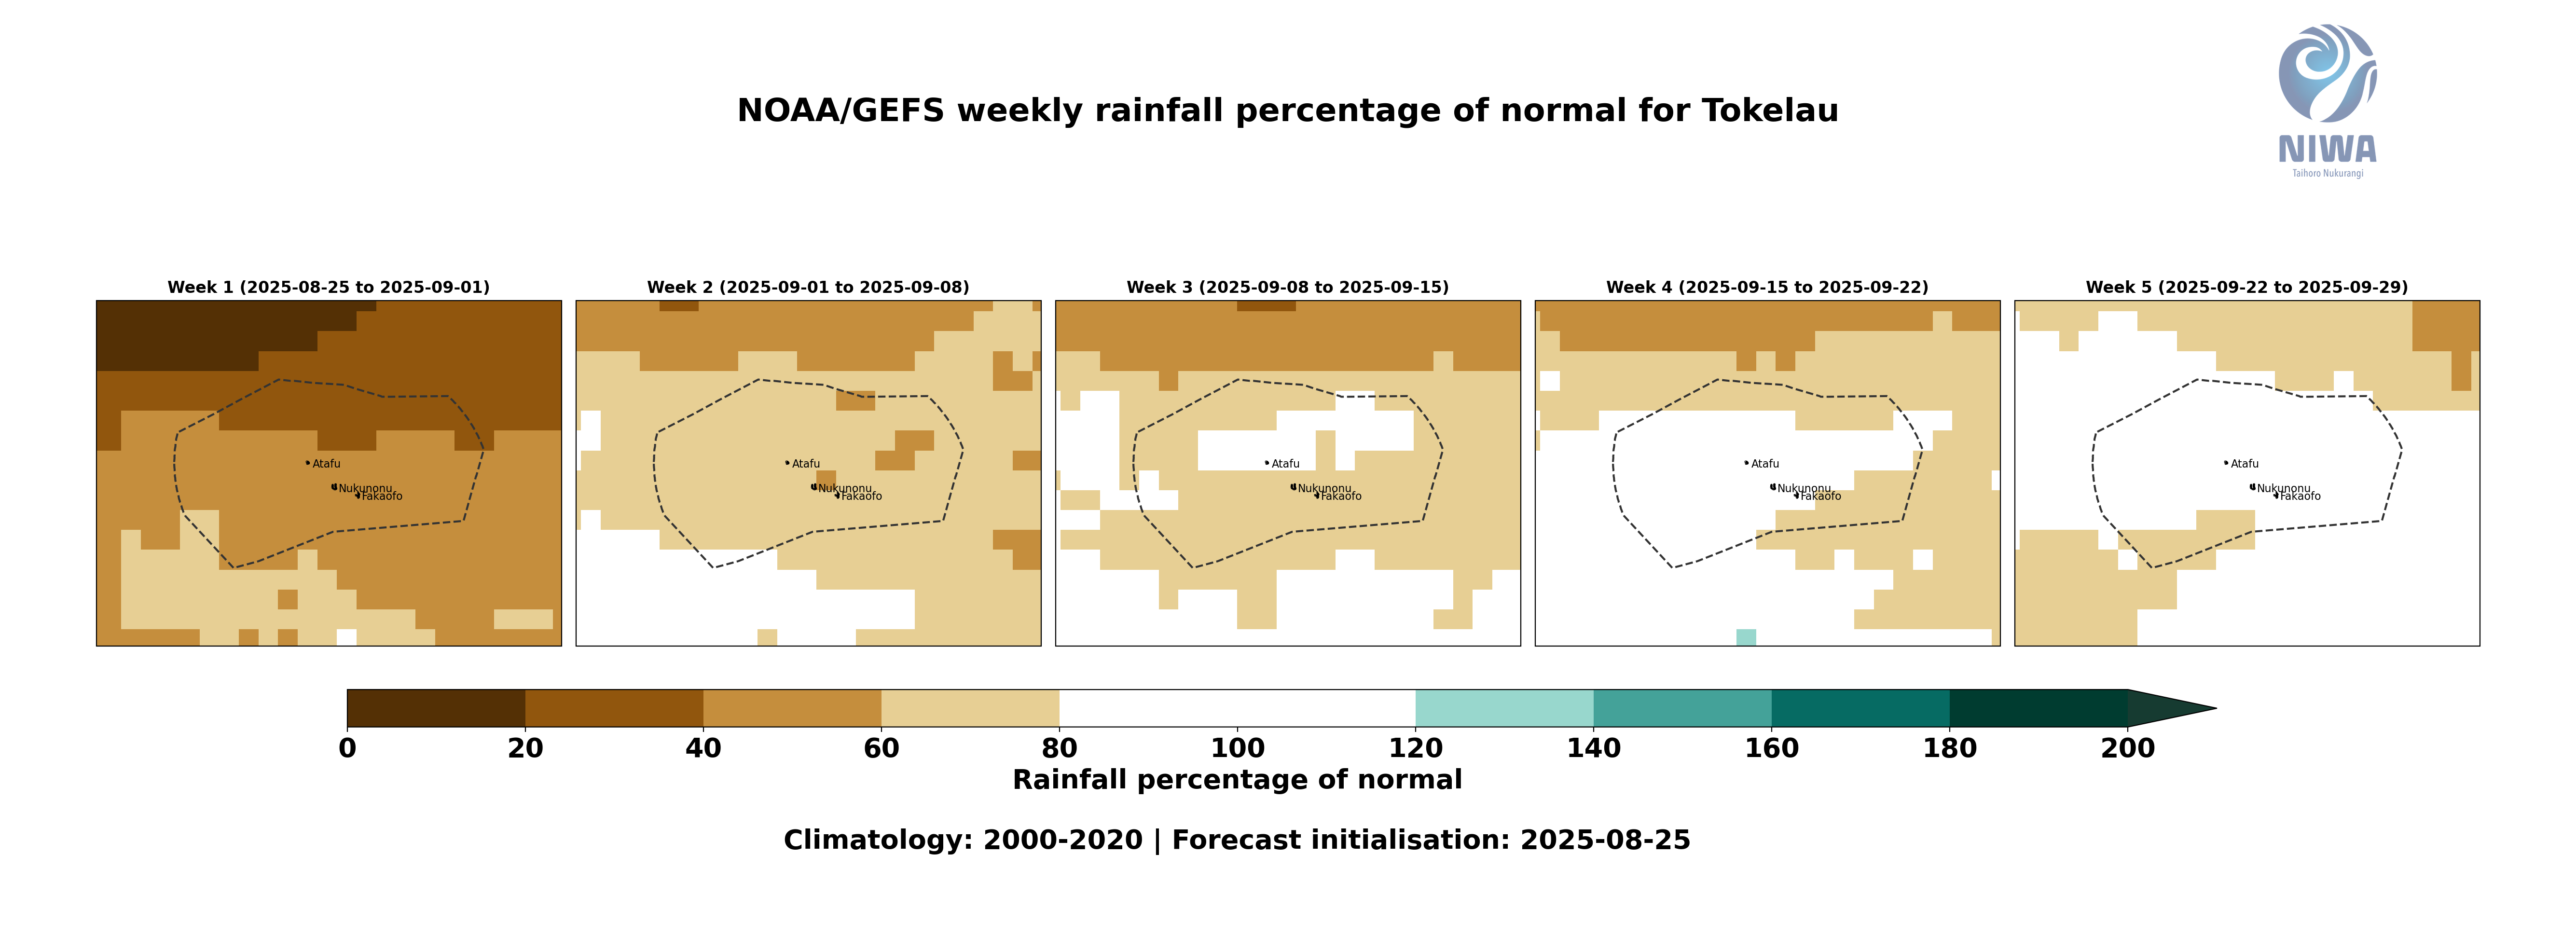 NOAA/GEFS weekly rainfall percentage of normal for Tokelau
NIWA
Taihoro Nukurangi
Week 1 (2025-08-25 to 2025-09-01)
Week 2 (2025-09-01 to 2025-09-08)
Week 3 (2025-09-08 to 2025-09-15)
Week 4 (2025-09-15 to 2025-09-22)
Week 5 (2025-09-22 to 2025-09-29)
Atafu
Nukunonu
Fakaofo
Atafu
Nukunonu
Fakaofo
Atafu
Nukunonu
Fakaofo
Atafu
Nukunonu
Fakaofo
Atafu
Nukunonu
Fakaofo
0 20 40 60 80 100 120 140 160 180 200
Rainfall percentage of normal
Climatology: 2000-2020 | Forecast initialisation: 2025-08-25